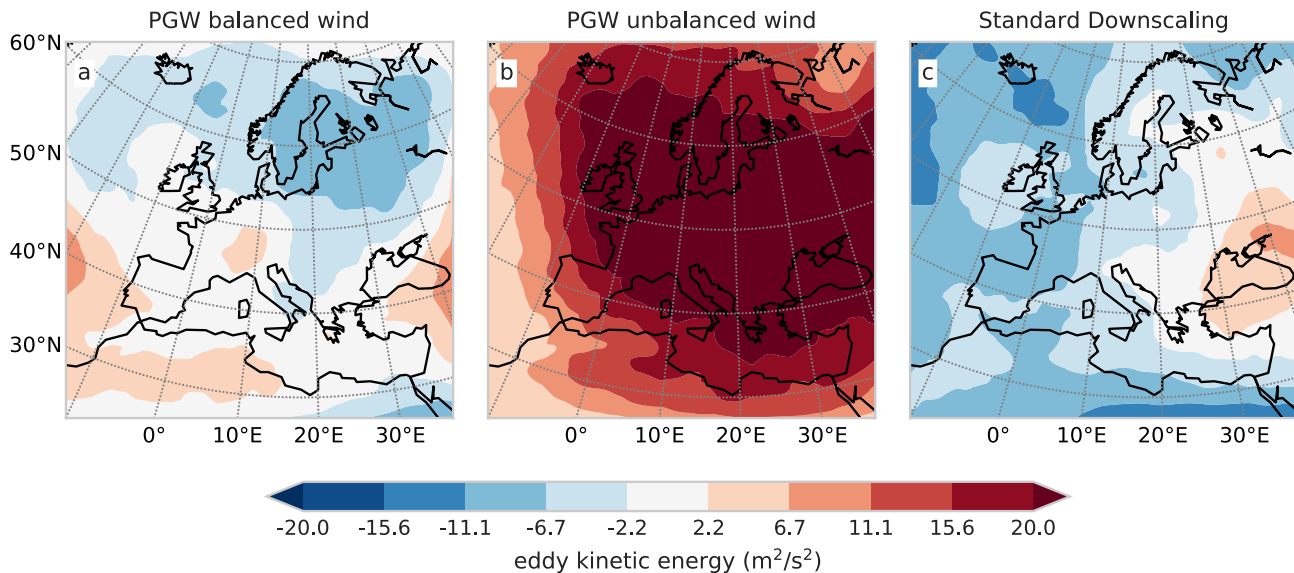 PGW balanced wind PGW unbalanced wind Standard Downscaling
60°N
a b c
50°N
40°N
30°N
0° 10°E 20°E 30°E 0° 10°E 20°E 30°E 0° 10°E 20°E 30°E
-20.0 -15.6 -11.1 -6.7 -2.2 2.2 6.7 11.1 15.6 20.0
eddy kinetic energy (m²/s²)